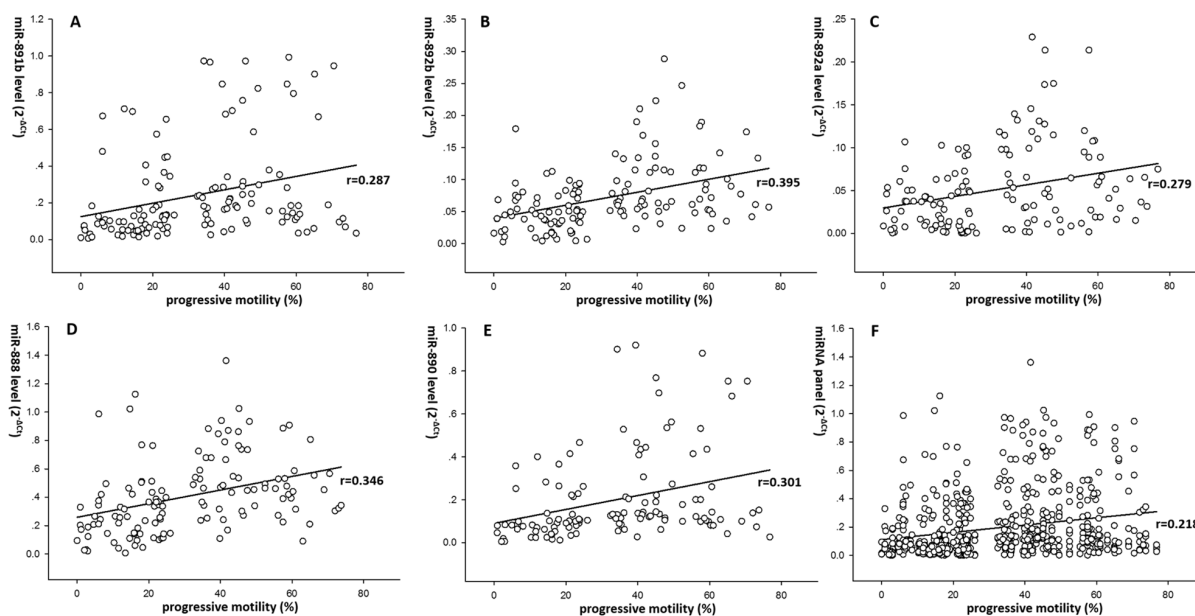 A
miR-891b level (2^-ΔCt)
1.2
1.0
.8
.6
.4
.2
0.0
r=0.287
0 20 40 60 80
progressive motility (%)
B
miR-892b level (2^-ΔCt)
.35
.30
.25
.20
.15
.10
.05
0.00
r=0.395
0 20 40 60 80
progressive motility (%)
C
miR-892a level (2^-ΔCt)
.25
.20
.15
.10
.05
0.00
r=0.279
0 20 40 60 80
progressive motility (%)
D
miR-888 level (2^-ΔCt)
1.6
1.4
1.2
1.0
.8
.6
.4
.2
0.0
r=0.346
0 20 40 60 80
progressive motility (%)
E
miR-890 level (2^-ΔCt)
1.0
.8
.6
.4
.2
0.0
r=0.301
0 20 40 60 80
progressive motility (%)
F
miRNA panel (2^-ΔCt)
1.6
1.4
1.2
1.0
.8
.6
.4
.2
0.0
r=0.218
0 20 40 60 80
progressive motility (%)